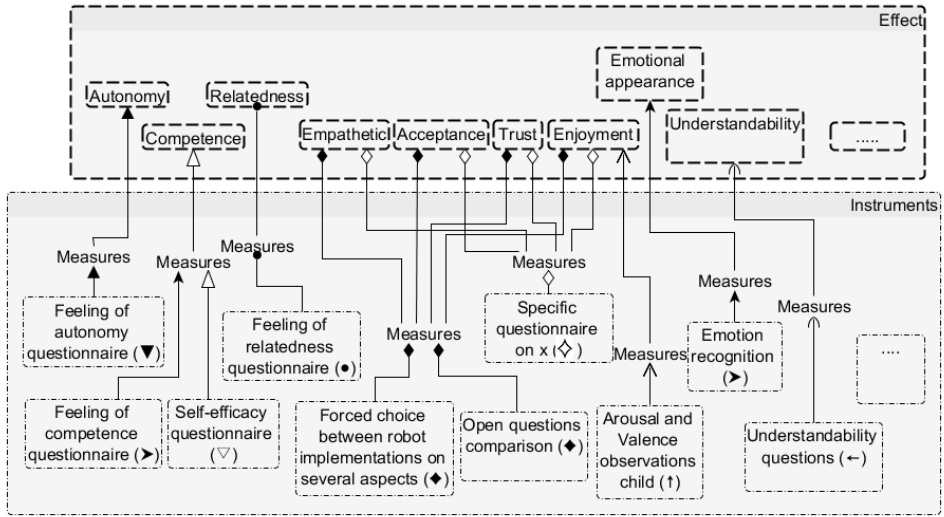 Effect
Emotional
appearance
Autonomy
Relatedness
Understandability
Competence
Empathetic
Acceptance
Trust
Enjoyment
.....
Instruments
Measures
Measures
Measures
Measures
Measures
Measures
Measures
Measures
Feeling of
autonomy
questionnaire (▼)
Feeling of
relatedness
questionnaire (●)
Specific
questionnaire
on x (✧)
Emotion
recognition
(➤)
....
Feeling of
competence
questionnaire (➤)
Self-efficacy
questionnaire
(▽)
Forced choice
between robot
implementations on
several aspects (◆)
Open questions
comparison (◆)
Arousal and
Valence
observations
child (↑)
Understandability
questions (←)